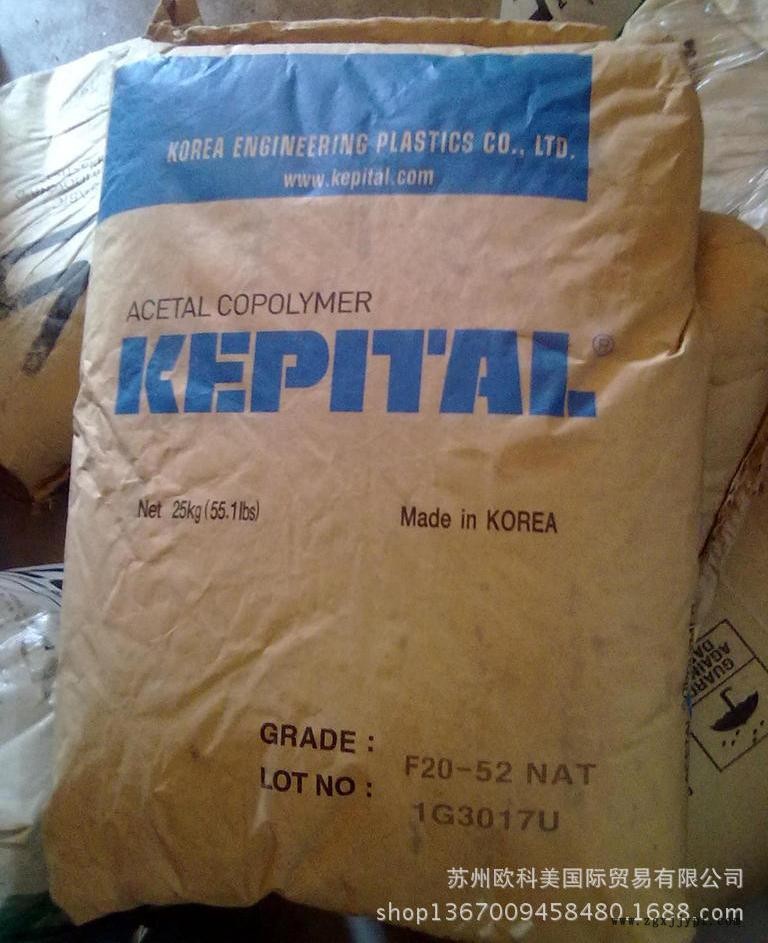 KOREA ENGINEERING PLASTICS CO., LTD.
www.kepital.com
ACETAL COPOLYMER
KEPITAL®
Net 25kg(55.1lbs)
Made in KOREA
GUARD
AGAINST
GRADE : F20-52 NAT
LOT NO : 1G3017U
苏州欧科美国际贸易有限公司
shop1367009458480.1688.com